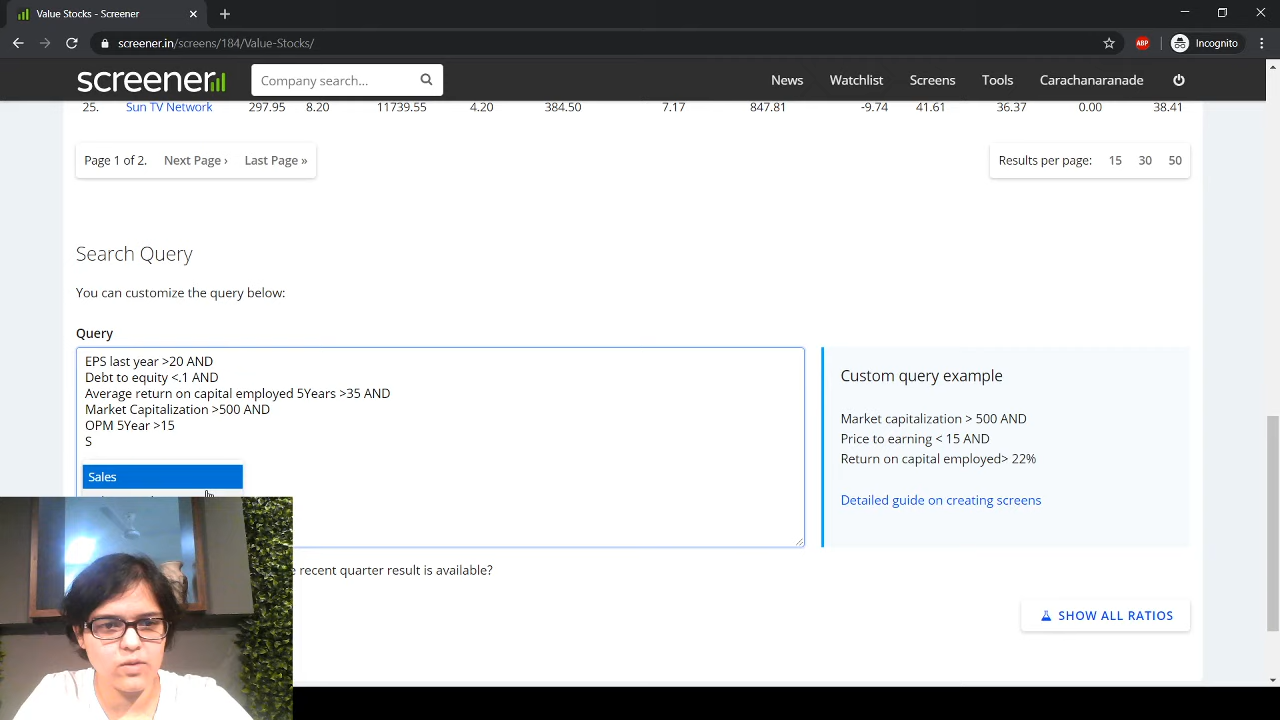 Value Stocks - Screener
screener.in/screens/184/Value-Stocks/
ABP
Incognito
screener
Company search...
News
Watchlist
Screens
Tools
Carachanaranade
25. Sun TV Network 297.95 8.20 11739.55 4.20 384.50 7.17 847.81 -9.74 41.61 36.37 0.00 38.41
Page 1 of 2. Next Page › Last Page »
Results per page: 15 30 50
Search Query
You can customize the query below:
Query
EPS last year >20 AND
Debt to equity <.1 AND
Average return on capital employed 5Years >35 AND
Market Capitalization >500 AND
OPM 5Year >15
S
Sales
Custom query example
Market capitalization > 500 AND
Price to earning < 15 AND
Return on capital employed> 22%
Detailed guide on creating screens
recent quarter result is available?
SHOW ALL RATIOS